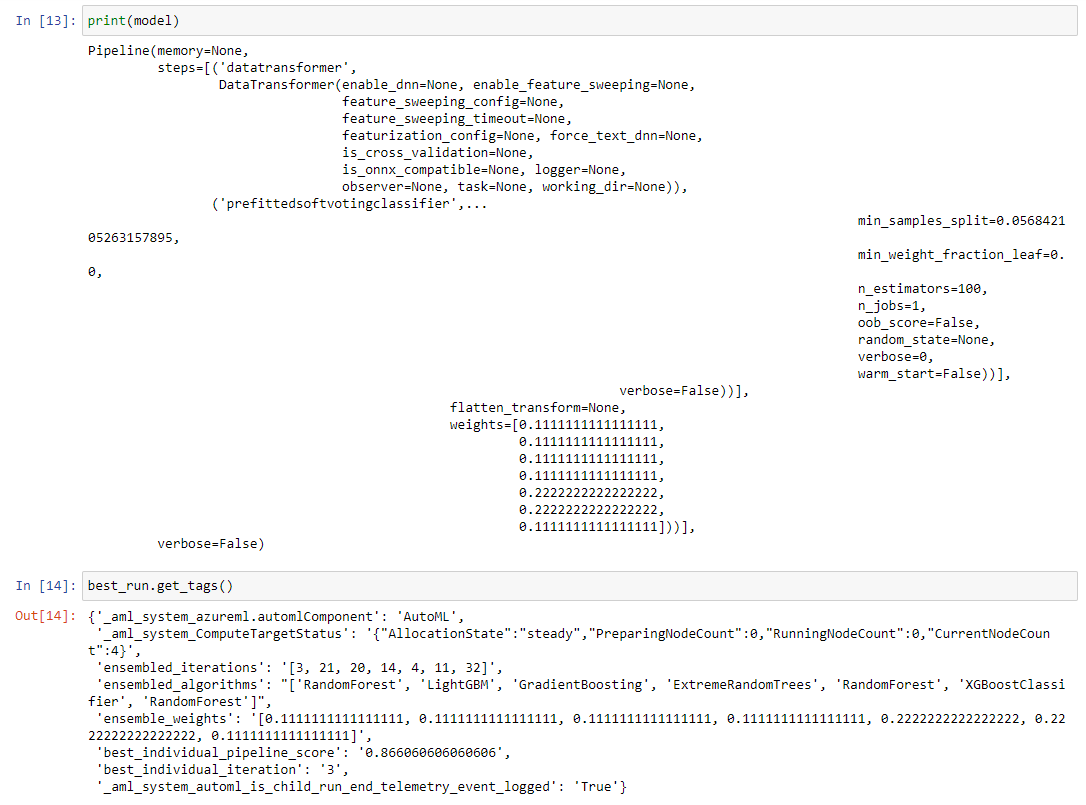 In [13]: print(model)
Pipeline(memory=None,
steps=[('datatransformer',
DataTransformer(enable_dnn=None, enable_feature_sweeping=None,
feature_sweeping_config=None,
feature_sweeping_timeout=None,
featurization_config=None, force_text_dnn=None,
is_cross_validation=None,
is_onnx_compatible=None, logger=None,
observer=None, task=None, working_dir=None)),
('prefittedsoftvotingclassifier',...
min_samples_split=0.0568421
05263157895,
min_weight_fraction_leaf=0.
0,
n_estimators=100,
n_jobs=1,
oob_score=False,
random_state=None,
verbose=0,
warm_start=False))],
verbose=False))],
flatten_transform=None,
weights=[0.1111111111111111,
0.1111111111111111,
0.1111111111111111,
0.1111111111111111,
0.2222222222222222,
0.2222222222222222,
0.1111111111111111]))],
verbose=False)
In [14]: best_run.get_tags()
Out[14]: {'_aml_system_azureml.automlComponent': 'AutoML',
'_aml_system_ComputeTargetStatus': '{"AllocationState":"steady","PreparingNodeCount":0,"RunningNodeCount":0,"CurrentNodeCoun
t":4}',
'ensembled_iterations': '[3, 21, 20, 14, 4, 11, 32]',
'ensembled_algorithms': "['RandomForest', 'LightGBM', 'GradientBoosting', 'ExtremeRandomTrees', 'RandomForest', 'XGBoostClassi
fier', 'RandomForest']",
'ensemble_weights': '[0.1111111111111111, 0.1111111111111111, 0.1111111111111111, 0.1111111111111111, 0.2222222222222222, 0.22
22222222222222, 0.1111111111111111]',
'best_individual_pipeline_score': '0.866060606060606',
'best_individual_iteration': '3',
'_aml_system_automl_is_child_run_end_telemetry_event_logged': 'True'}